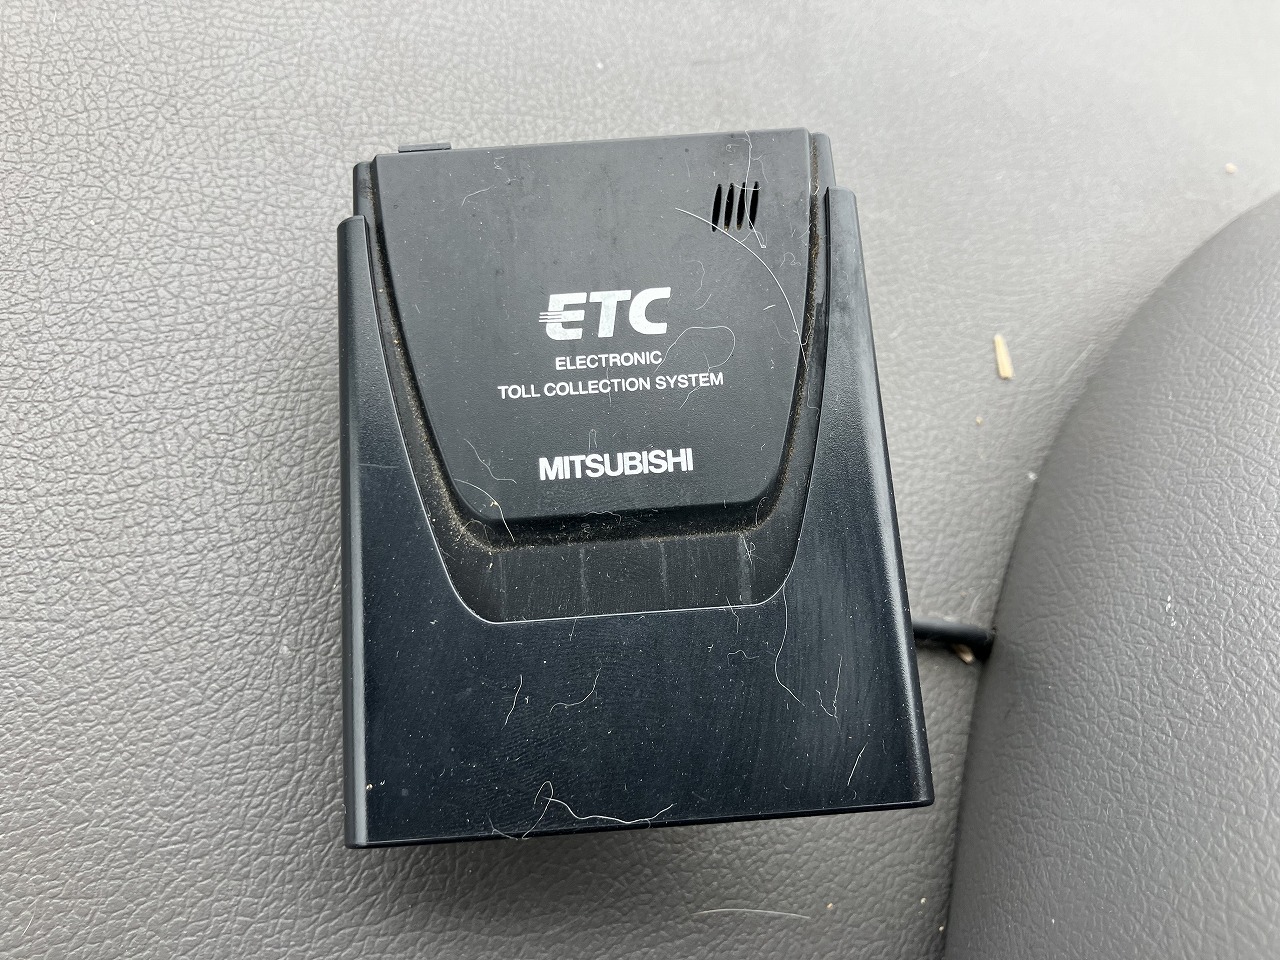 ETC
ELECTRONIC
TOLL COLLECTION SYSTEM
MITSUBISHI